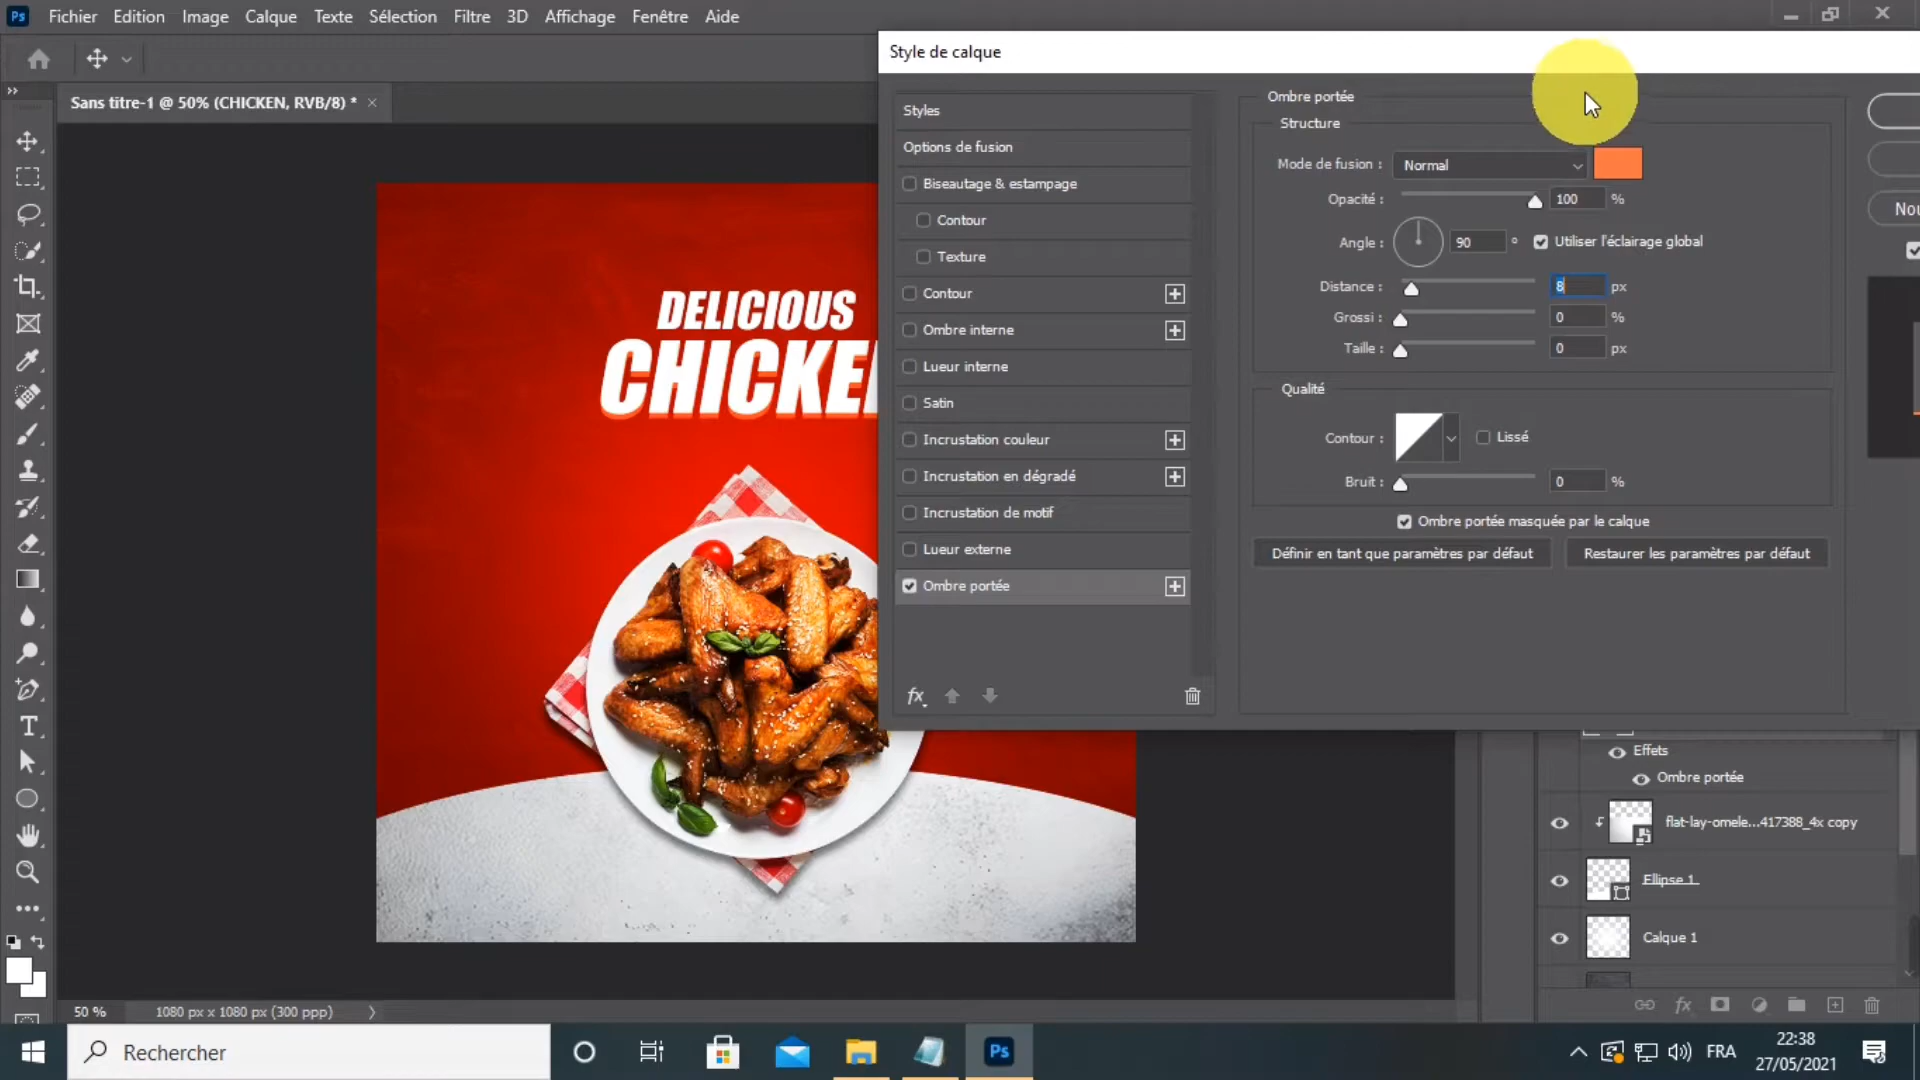 Ps Fichier Edition Image Calque Texte Sélection Filtre 3D Affichage Fenêtre Aide
Style de calque
Sans titre-1 @ 50% (CHICKEN, RVB/8) *
Styles
Options de fusion
Biseautage & estampage
Contour
Texture
Contour
Ombre interne
Lueur interne
Satin
Incrustation couleur
Incrustation en dégradé
Incrustation de motif
Lueur externe
Ombre portée
fx
Ombre portée
Structure
Mode de fusion : Normal
Opacité : 100 %
Angle : 90 ° Utiliser l'éclairage global
Distance : 8 px
Grossi : 0 %
Taille : 0 px
Qualité
Contour : Lissé
Bruit : 0 %
Ombre portée masquée par le calque
Définir en tant que paramètres par défaut Restaurer les paramètres par défaut
Nou
DELICIOUS
CHICKE
Effets
Ombre portée
flat-lay-omele...417388_4x copy
Ellipse 1
Calque 1
fx
50 % 1080 px x 1080 px (300 ppp)
Rechercher
Ps
FRA
22:38
27/05/2021